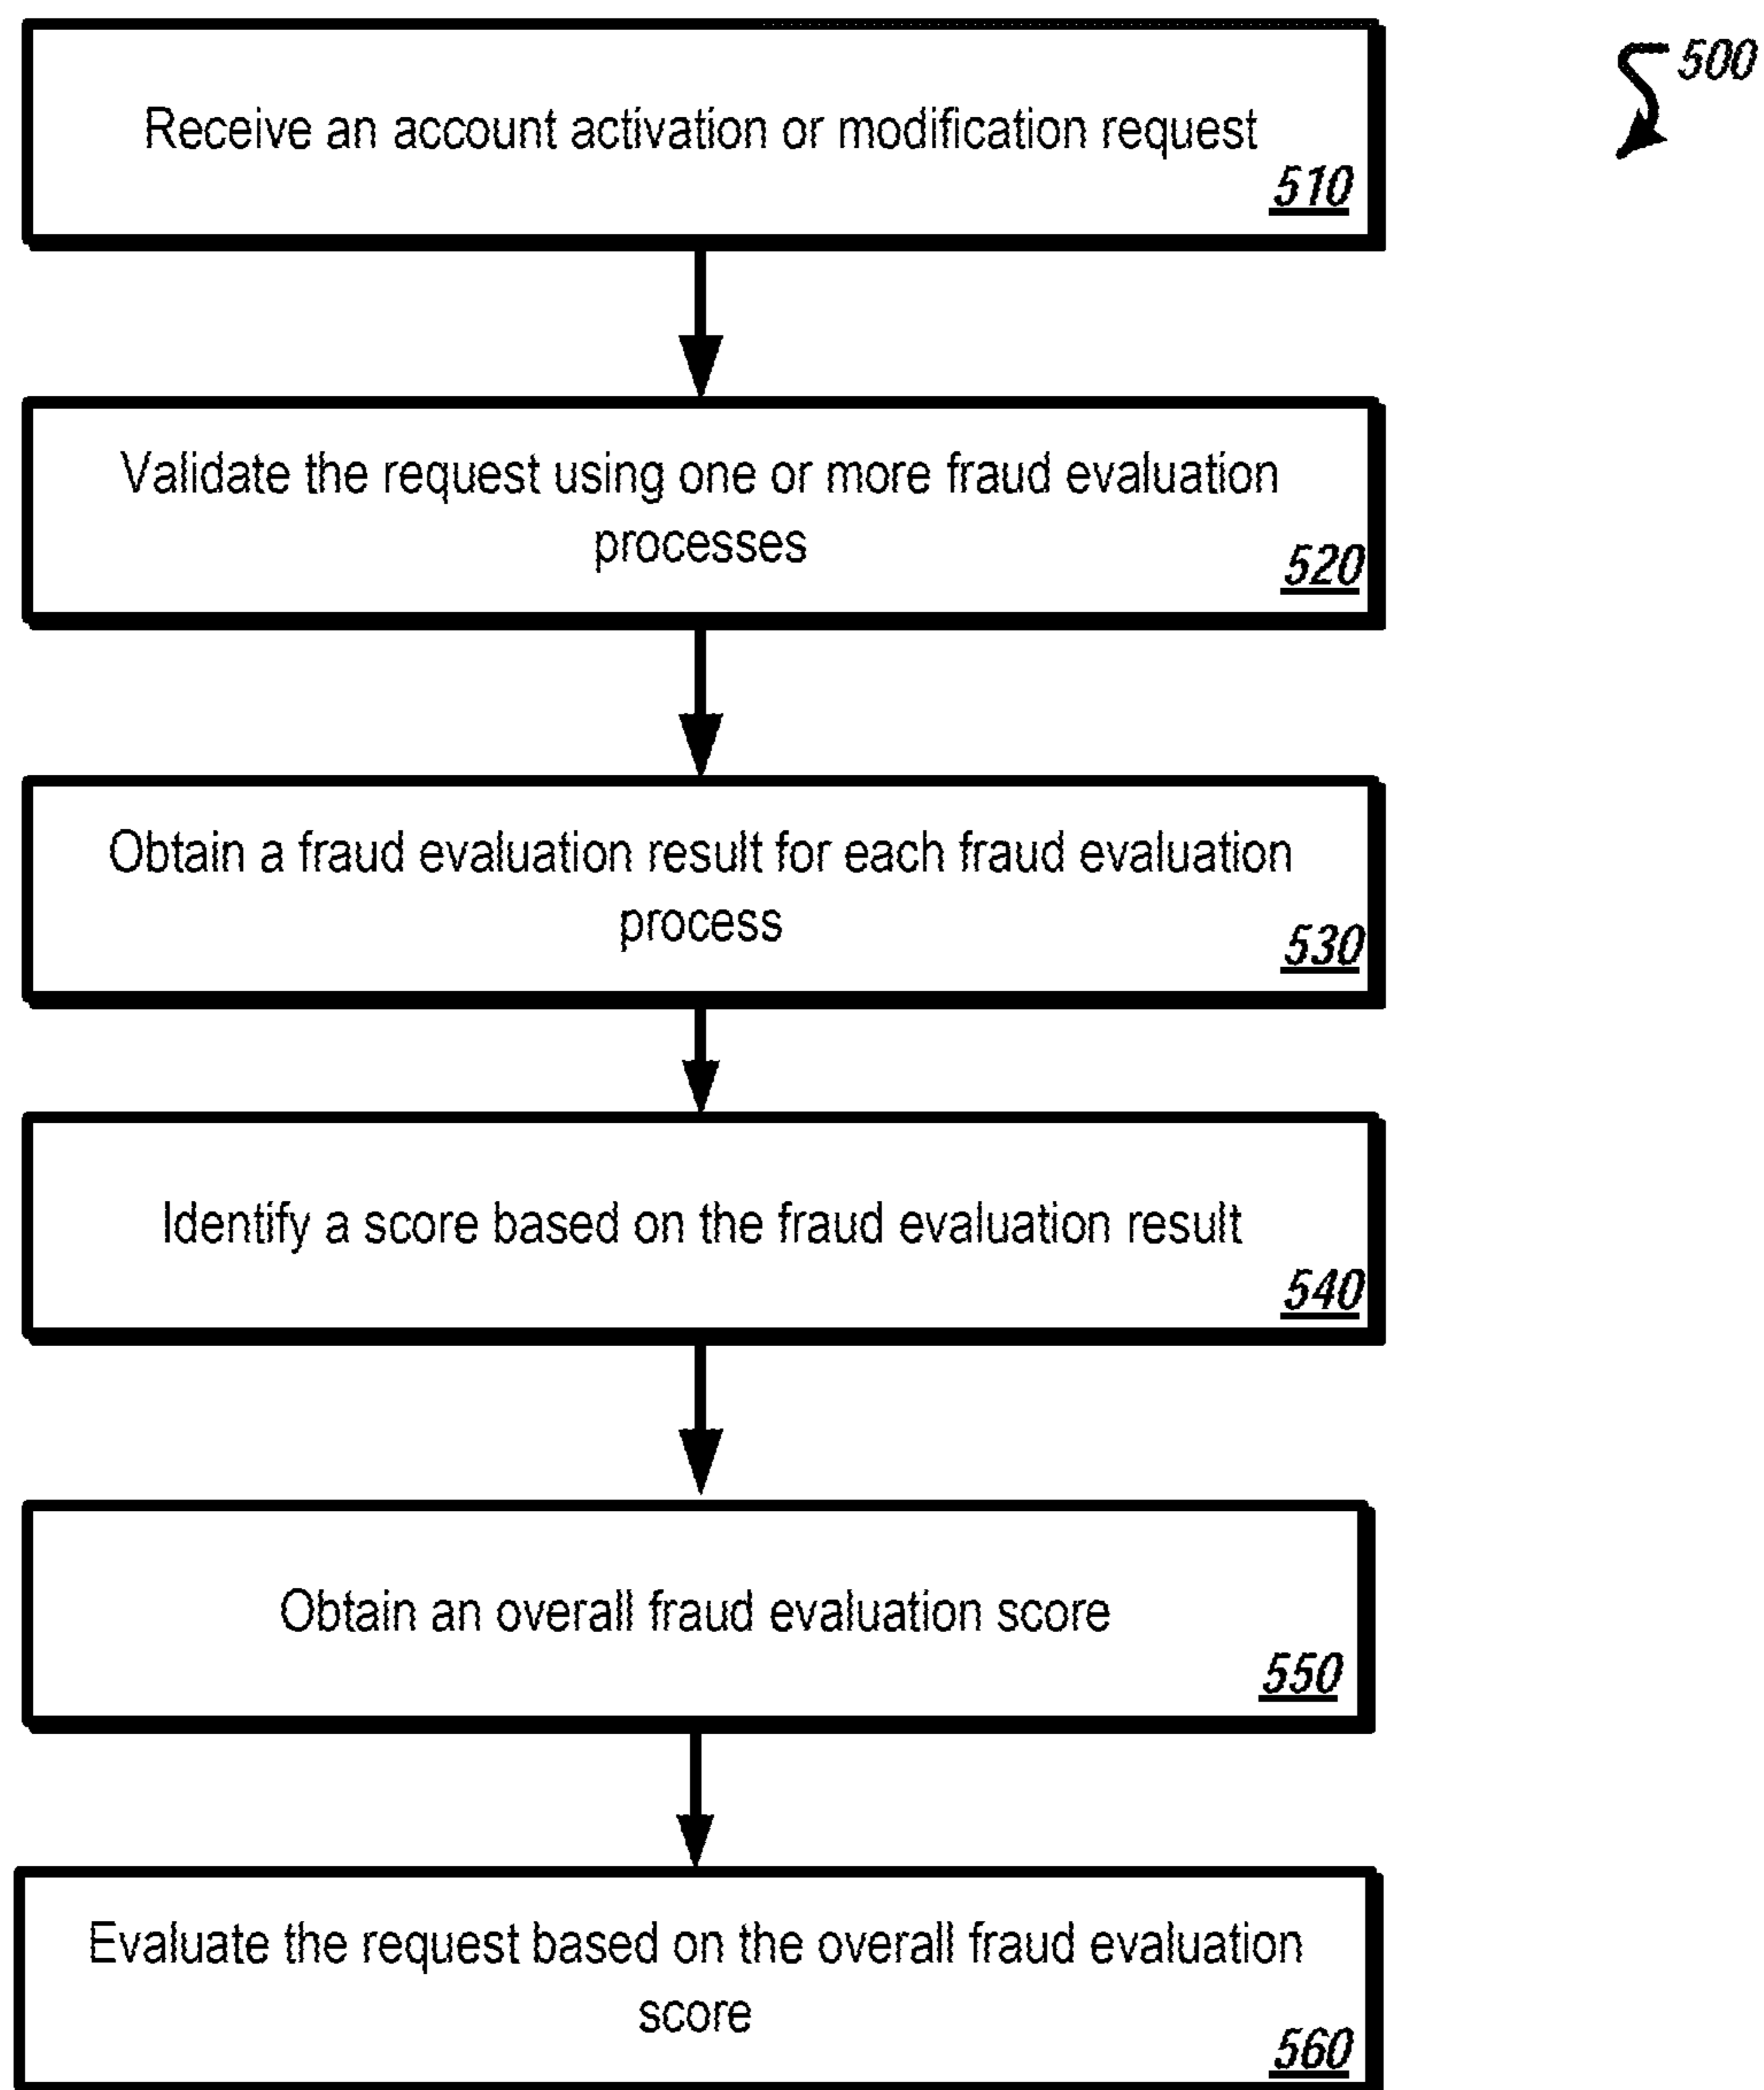 500
Receive an account activation or modification request
510
Validate the request using one or more fraud evaluation
processes
520
Obtain a fraud evaluation result for each fraud evaluation
process
530
Identify a score based on the fraud evaluation result
540
Obtain an overall fraud evaluation score
550
Evaluate the request based on the overall fraud evaluation
score
560